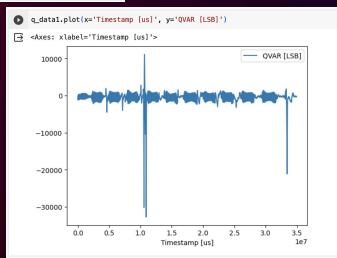 q_data1.plot(x='Timestamp [us]', y='QVAR [LSB]')
<Axes: xlabel='Timestamp [us]'>
QVAR [LSB]
10000
0
−10000
−20000
−30000
0.0 0.5 1.0 1.5 2.0 2.5 3.0 3.5
1e7
Timestamp [us]